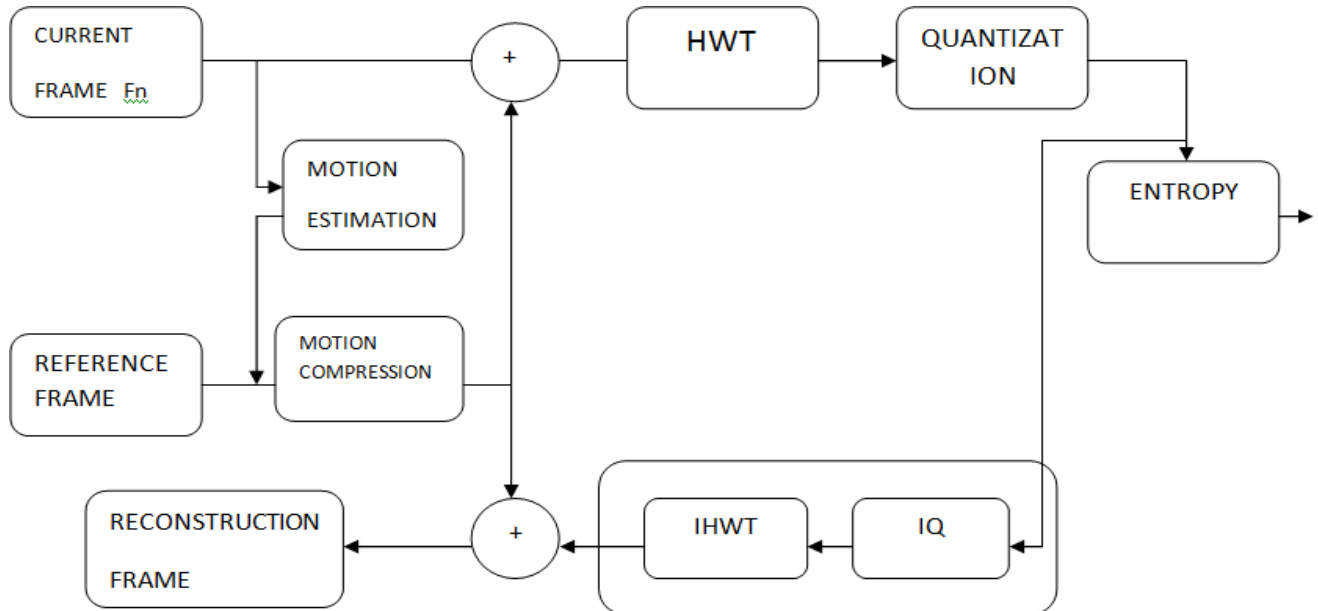 CURRENT
FRAME Fn
+
HWT
QUANTIZAT
ION
MOTION
ESTIMATION
ENTROPY
REFERENCE
FRAME
MOTION
COMPRESSION
RECONSTRUCTION
FRAME
+
IHWT
IQ